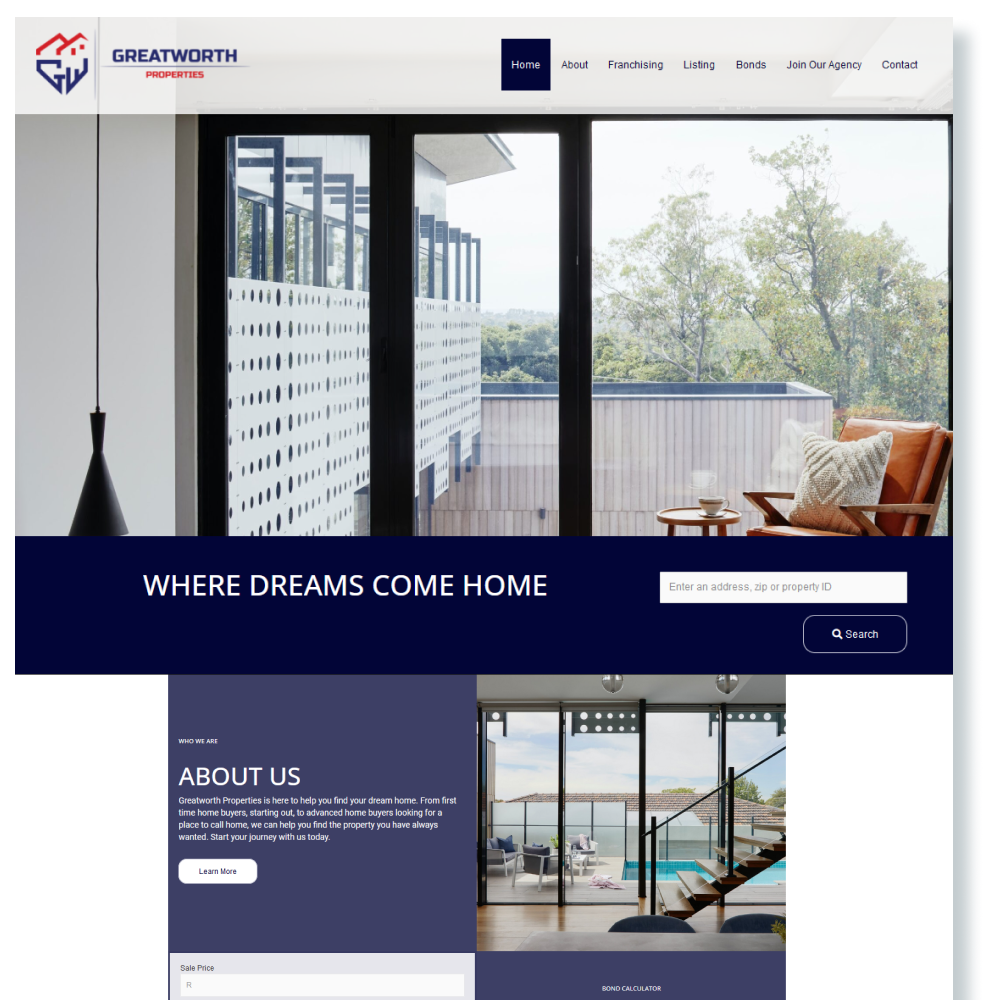 GW
GREATWORTH
PROPERTIES
Home About Franchising Listing Bonds Join Our Agency Contact
WHERE DREAMS COME HOME
Enter an address, zip or property ID
Search
WHO WE ARE
ABOUT US
Greatworth Properties is here to help you find your dream home. From first
time home buyers, starting out, to advanced home buyers looking for a
place to call home, we can help you find the property you have always
wanted. Start your journey with us today.
Learn More
Sale Price
R
BOND CALCULATOR